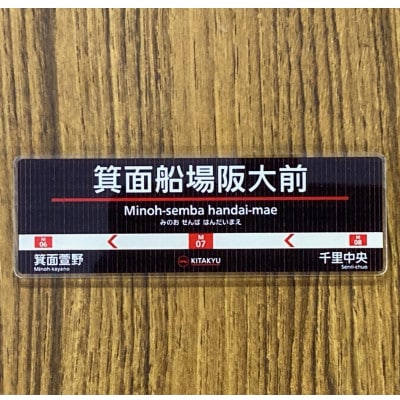 箕面船場阪大前
Minoh-semba handai-mae
みのお せんば はんだいまえ
M 06
M 07
M 08
箕面萱野
Minoh-kayano
KITAKYU
千里中央
Senri-chuo